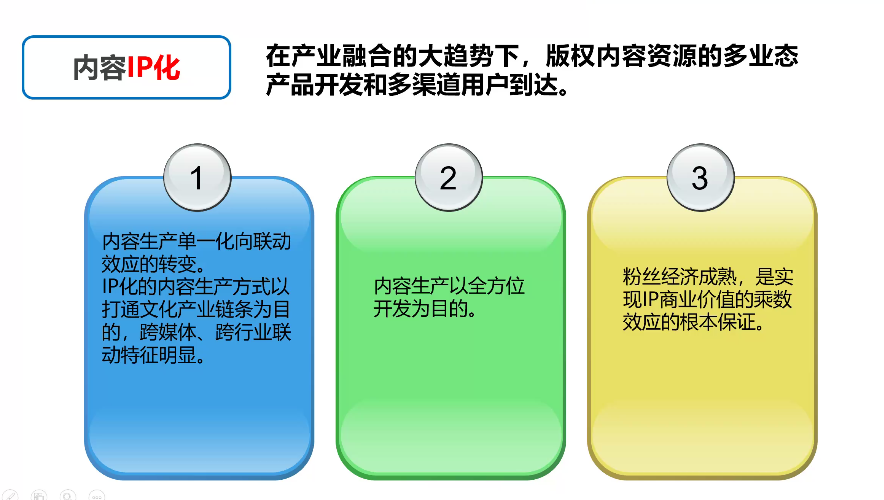 内容IP化
在产业融合的大趋势下，版权内容资源的多业态
产品开发和多渠道用户到达。
1
内容生产单一化向联动
效应的转变。
IP化的内容生产方式以
打通文化产业链条为目
的，跨媒体、跨行业联
动特征明显。
2
内容生产以全方位
开发为目的。
3
粉丝经济成熟，是实
现IP商业价值的乘数
效应的根本保证。